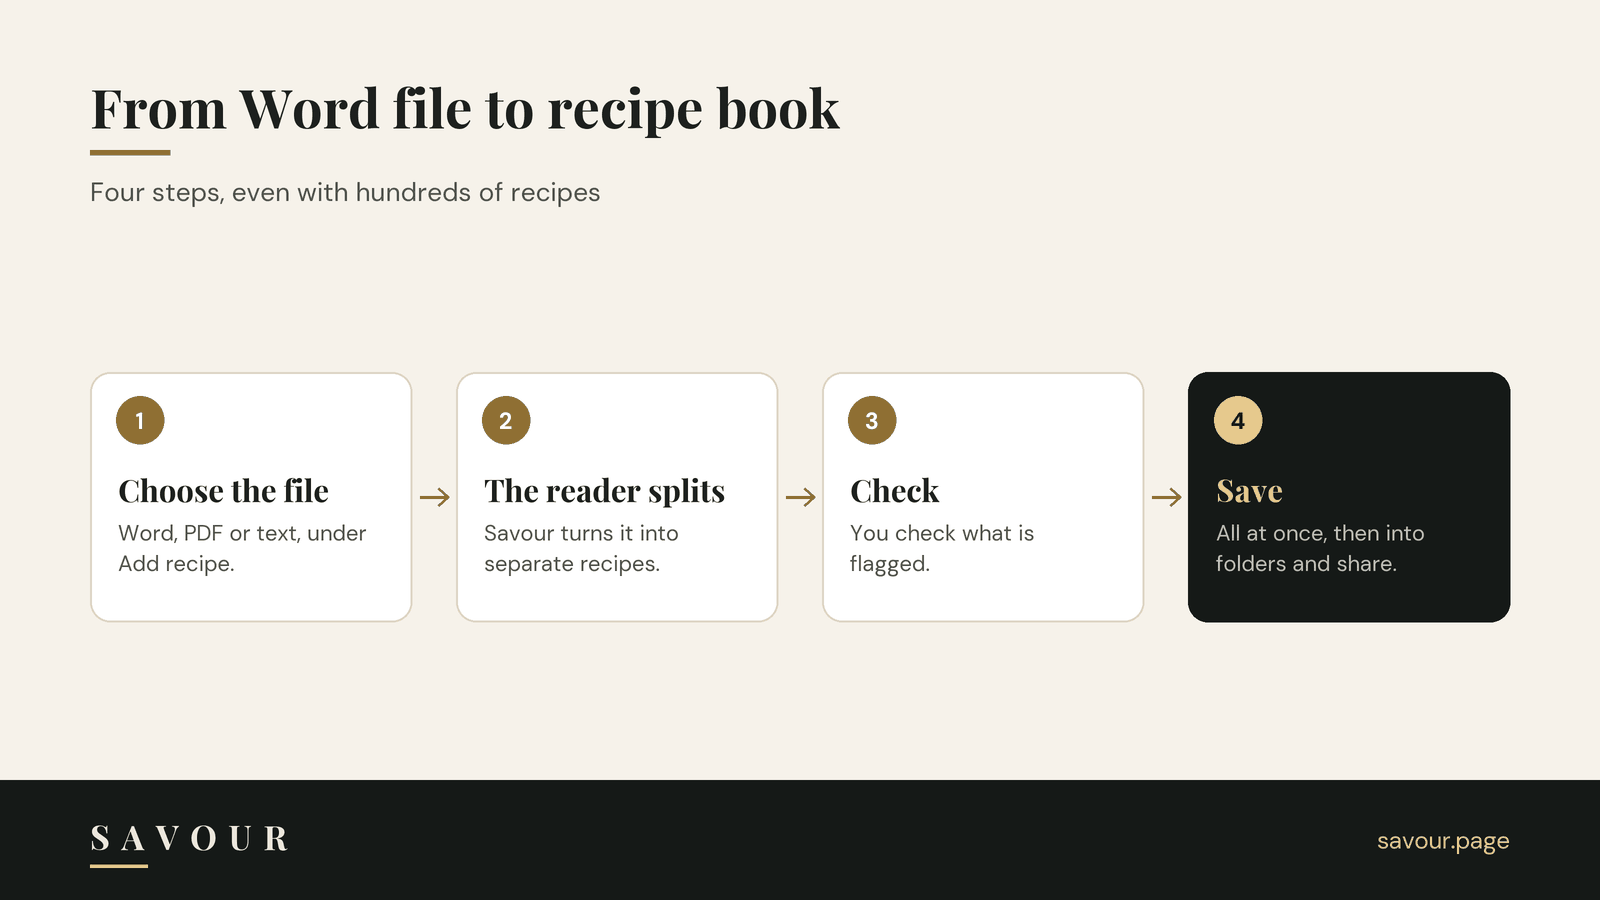 From Word file to recipe book
Four steps, even with hundreds of recipes
1
Choose the file
Word, PDF or text, under
Add recipe.
2
The reader splits
Savour turns it into
separate recipes.
3
Check
You check what is
flagged.
4
Save
All at once, then into
folders and share.
SAVOUR
savour.page